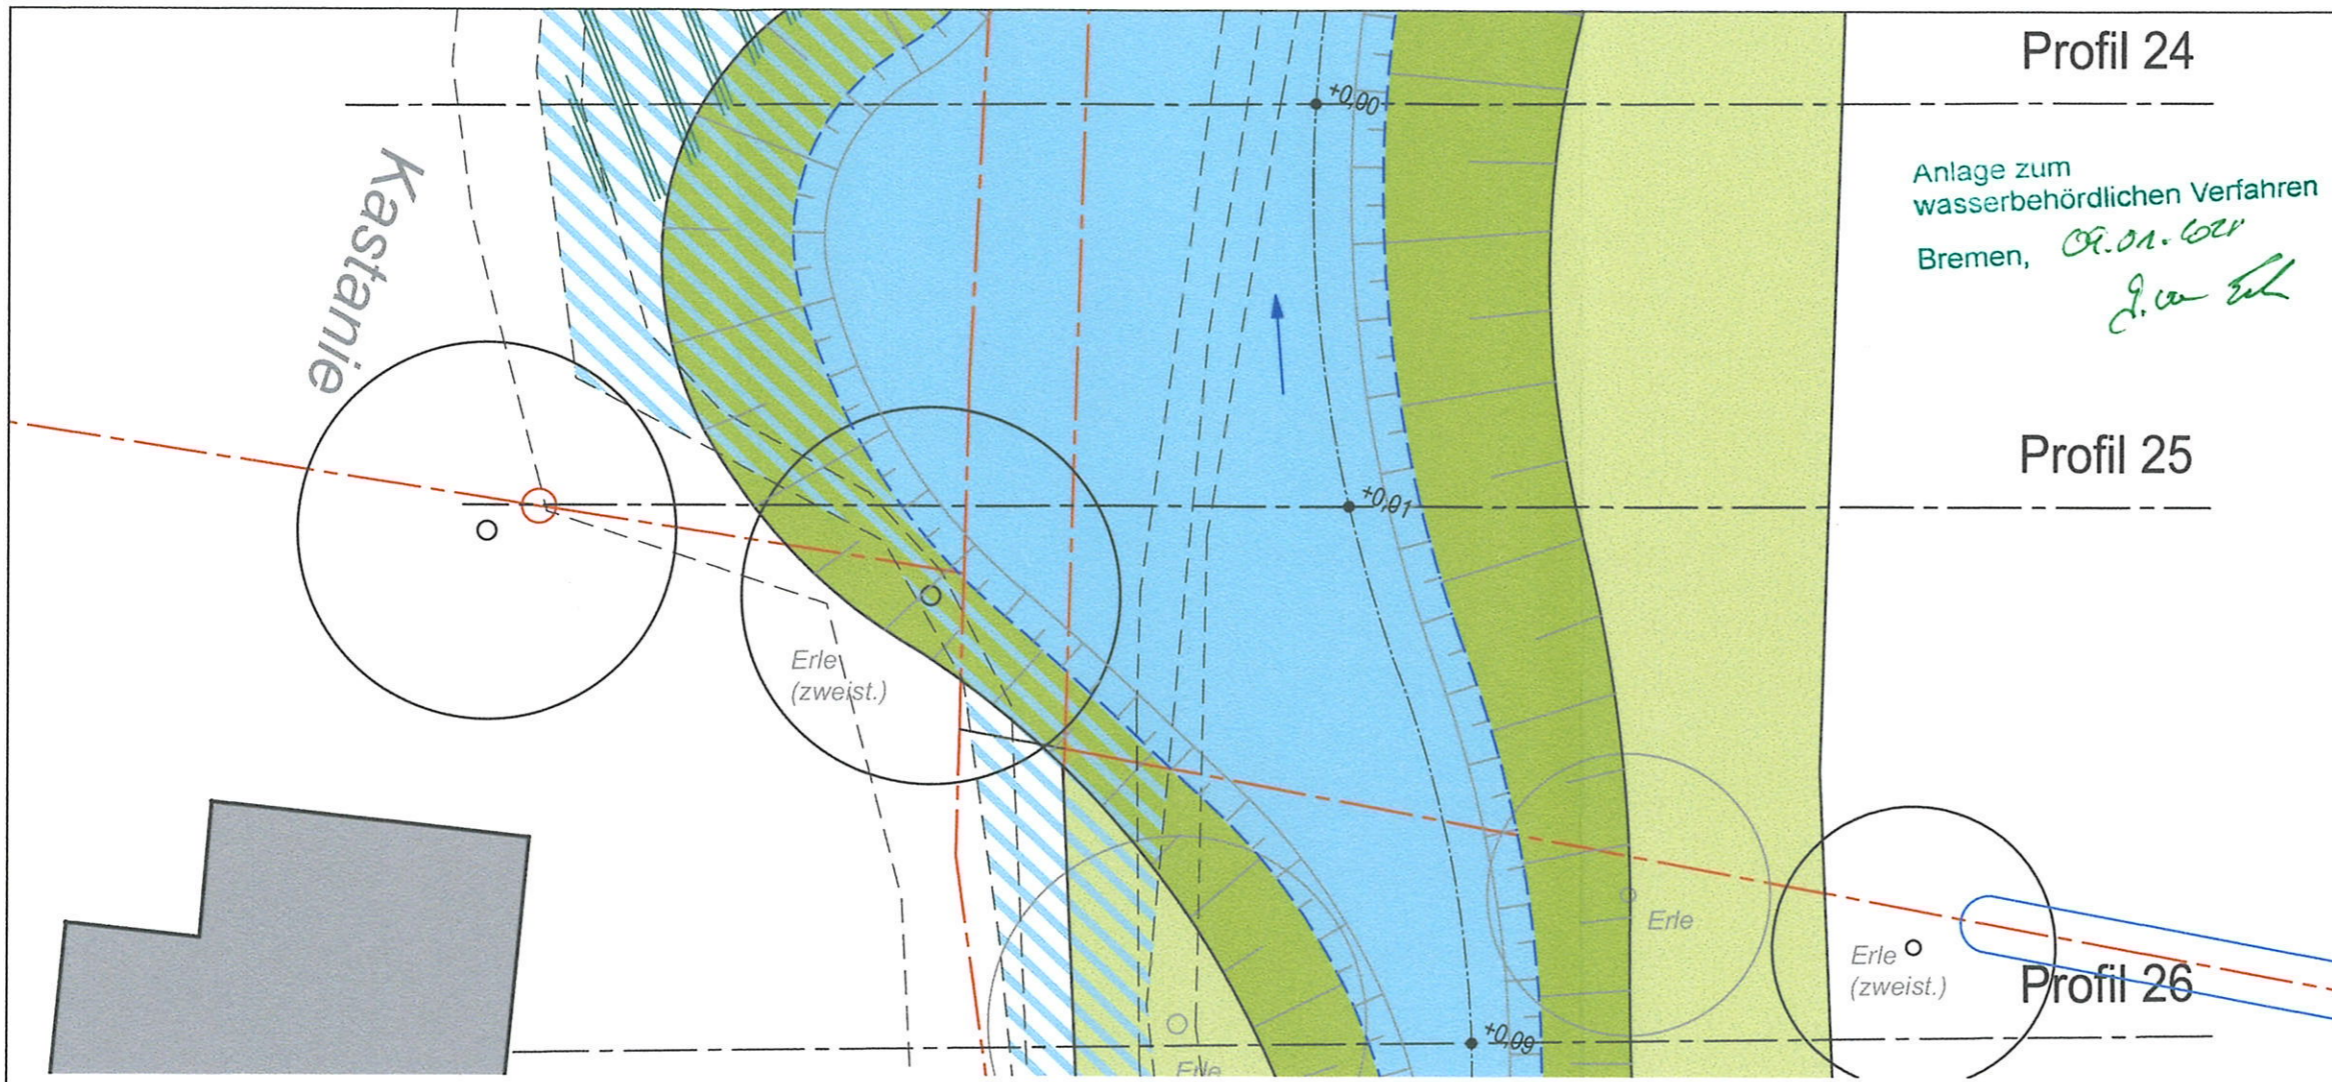 Profil 24
+0,00
Kastanie
Anlage zum
wasserbehördlichen Verfahren
Bremen,
Profil 25
+0,01
Erle
(zweist.)
Erle
Erle
(zweist.)
Profil 26
+0,09
Erle